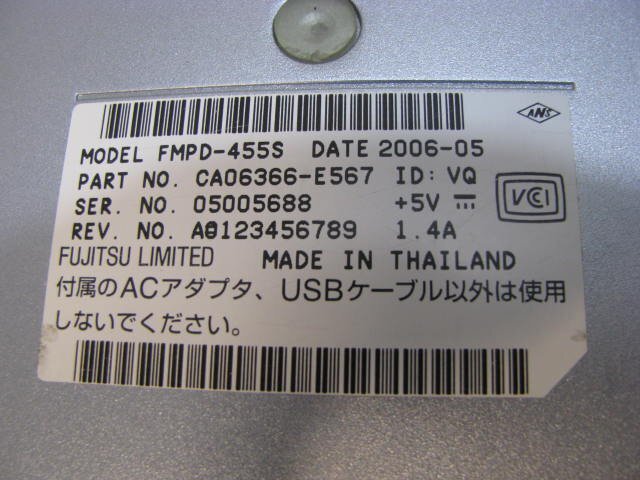 ANS
MODEL FMPD-455S DATE 2006-05
PART NO. CA06366-E567 ID: VQ
SER. NO. 05005688 +5V ⎓
VCI
REV. NO. A0123456789 1.4A
FUJITSU LIMITED MADE IN THAILAND
付属のACアダプタ、USBケーブル以外は使用
しないでください。